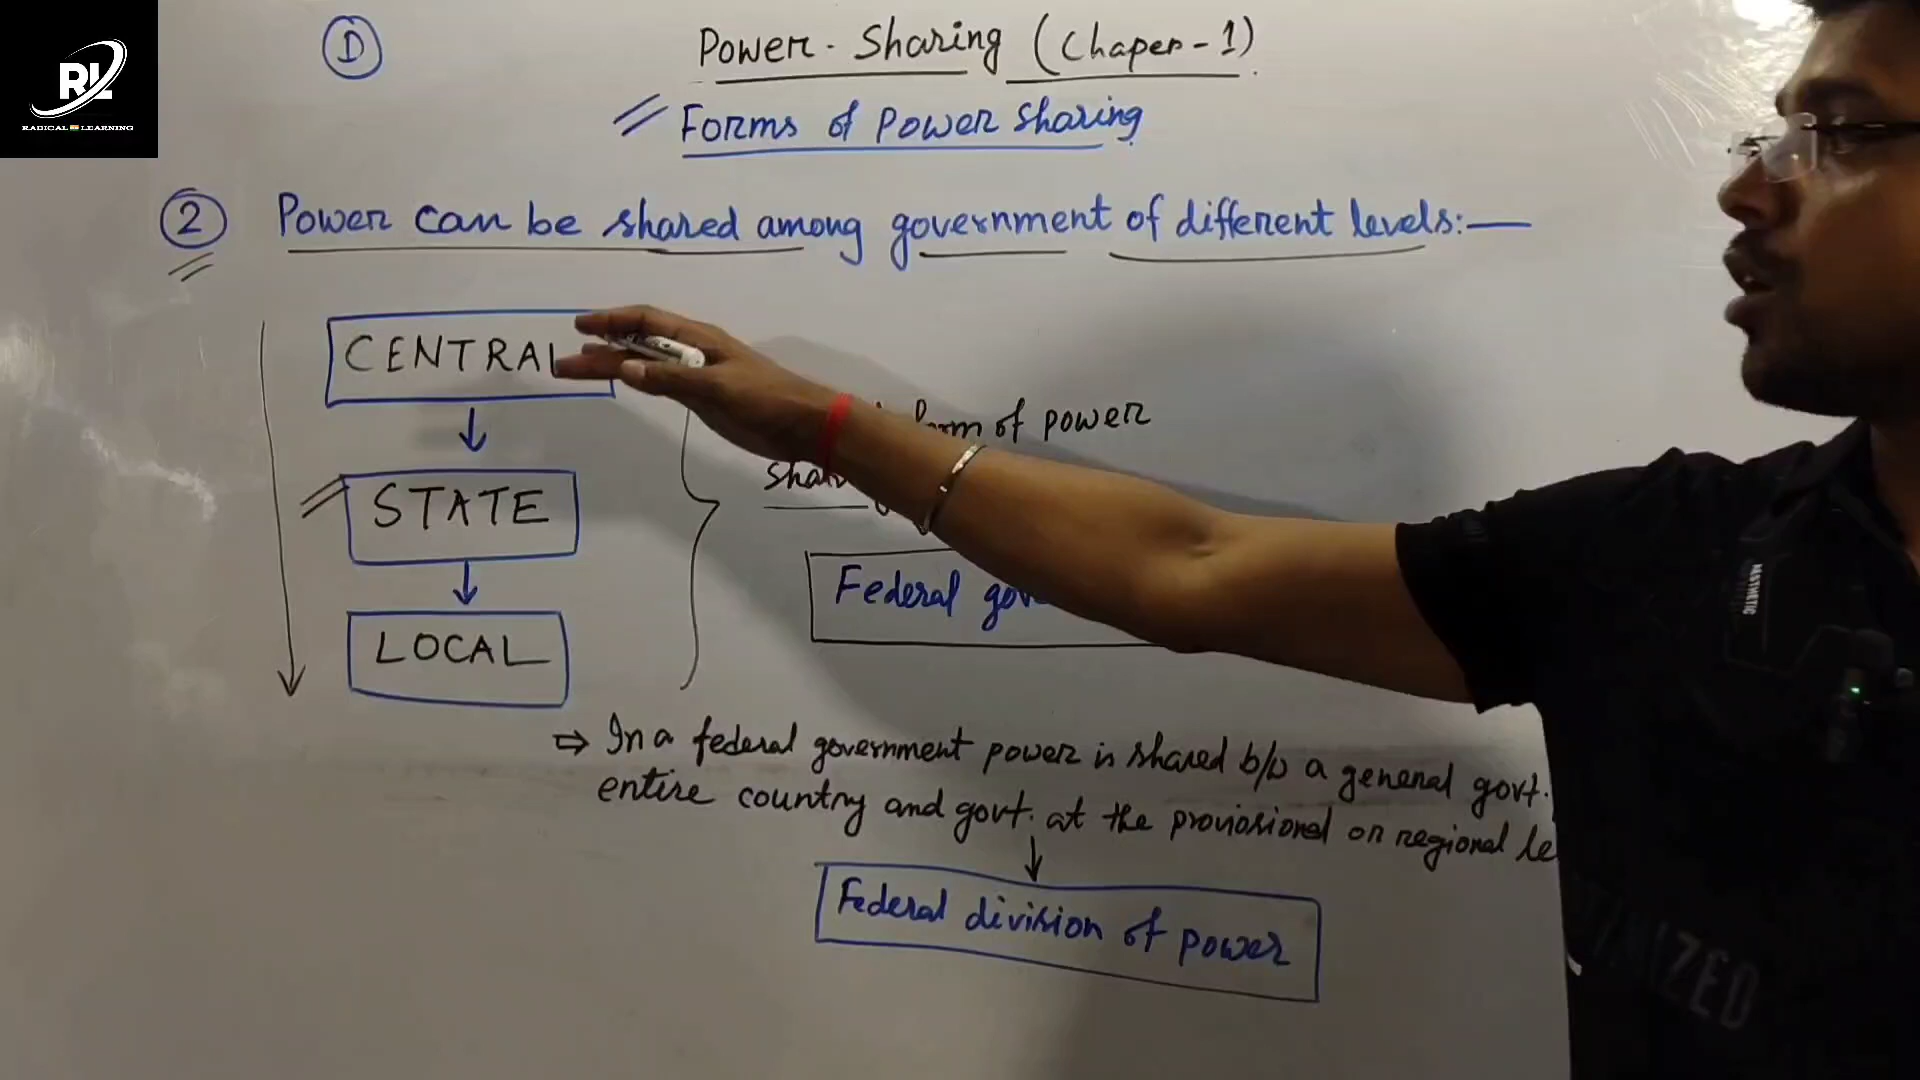 RL
RADICAL LEARNING
D
Power-Sharing (Chaper-1)
Forms of Power Sharing
2 Power can be shared among government of different levels:—
CENTRAL
form of power
STATE
LOCAL
Federal
⇒ In a federal government power is shared b/w a general govt.
entire country and govt. at the proviosional or regional
Federal division of power
AESTHETIC